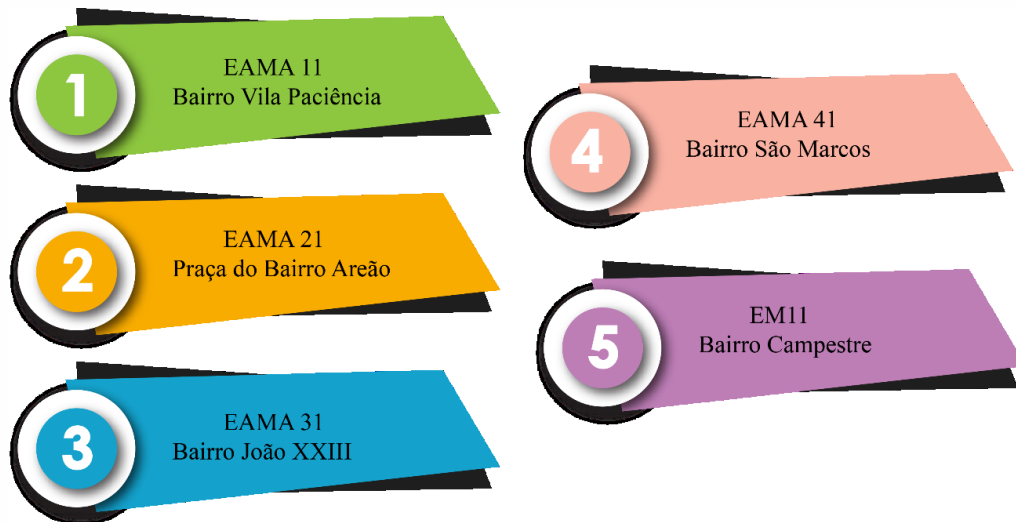 1
EAMA 11
Bairro Vila Paciência
2
EAMA 21
Praça do Bairro Areão
3
EAMA 31
Bairro João XXIII
4
EAMA 41
Bairro São Marcos
5
EM11
Bairro Campestre